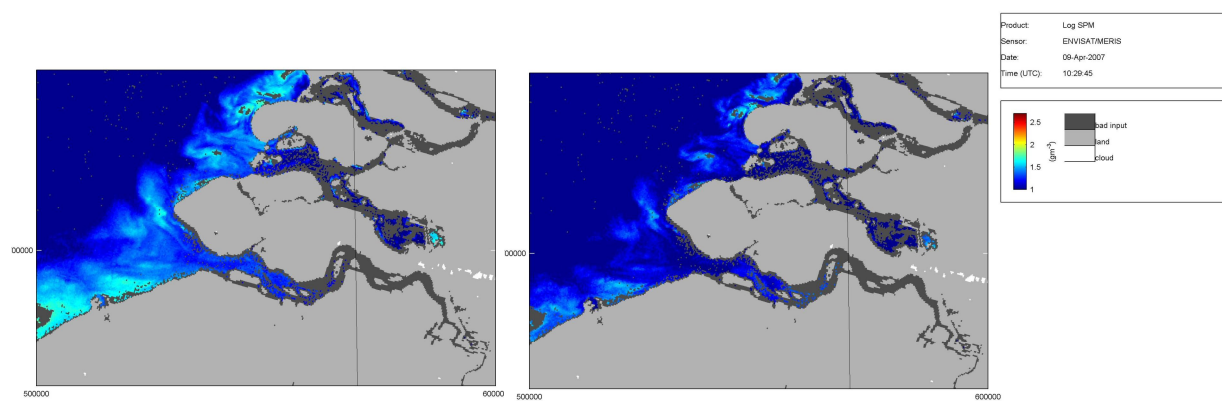 Product: Log SPM
Sensor: ENVISAT/MERIS
Date: 09-Apr-2007
Time (UTC): 10:29:45
2.5
2
1.5
1
(gm-3)
bad input
land
cloud
00000
500000
60000
00000
500000
600000